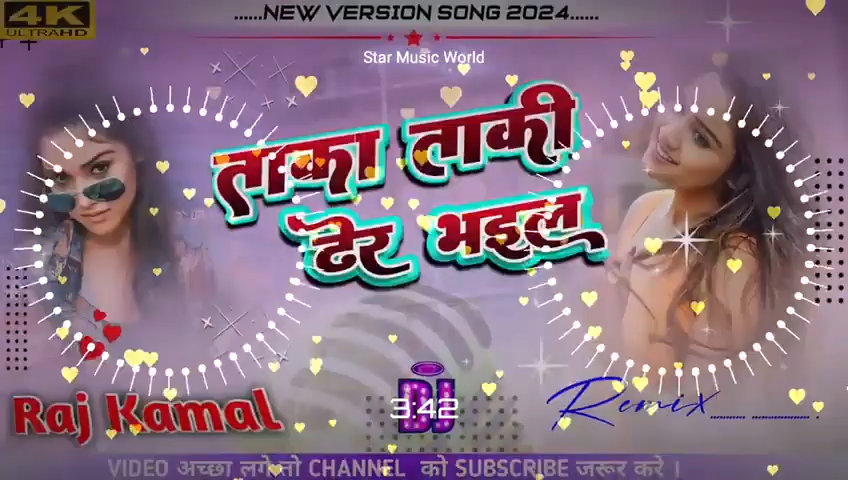 4K
ULTRAHD
......NEW VERSION SONG 2024......
Star Music World
ताका ताकी
ढेर भइल
Raj Kamal
DJ
3:42
Remix
VIDEO अच्छा लगे तो CHANNEL को SUBSCRIBE जरूर करे |